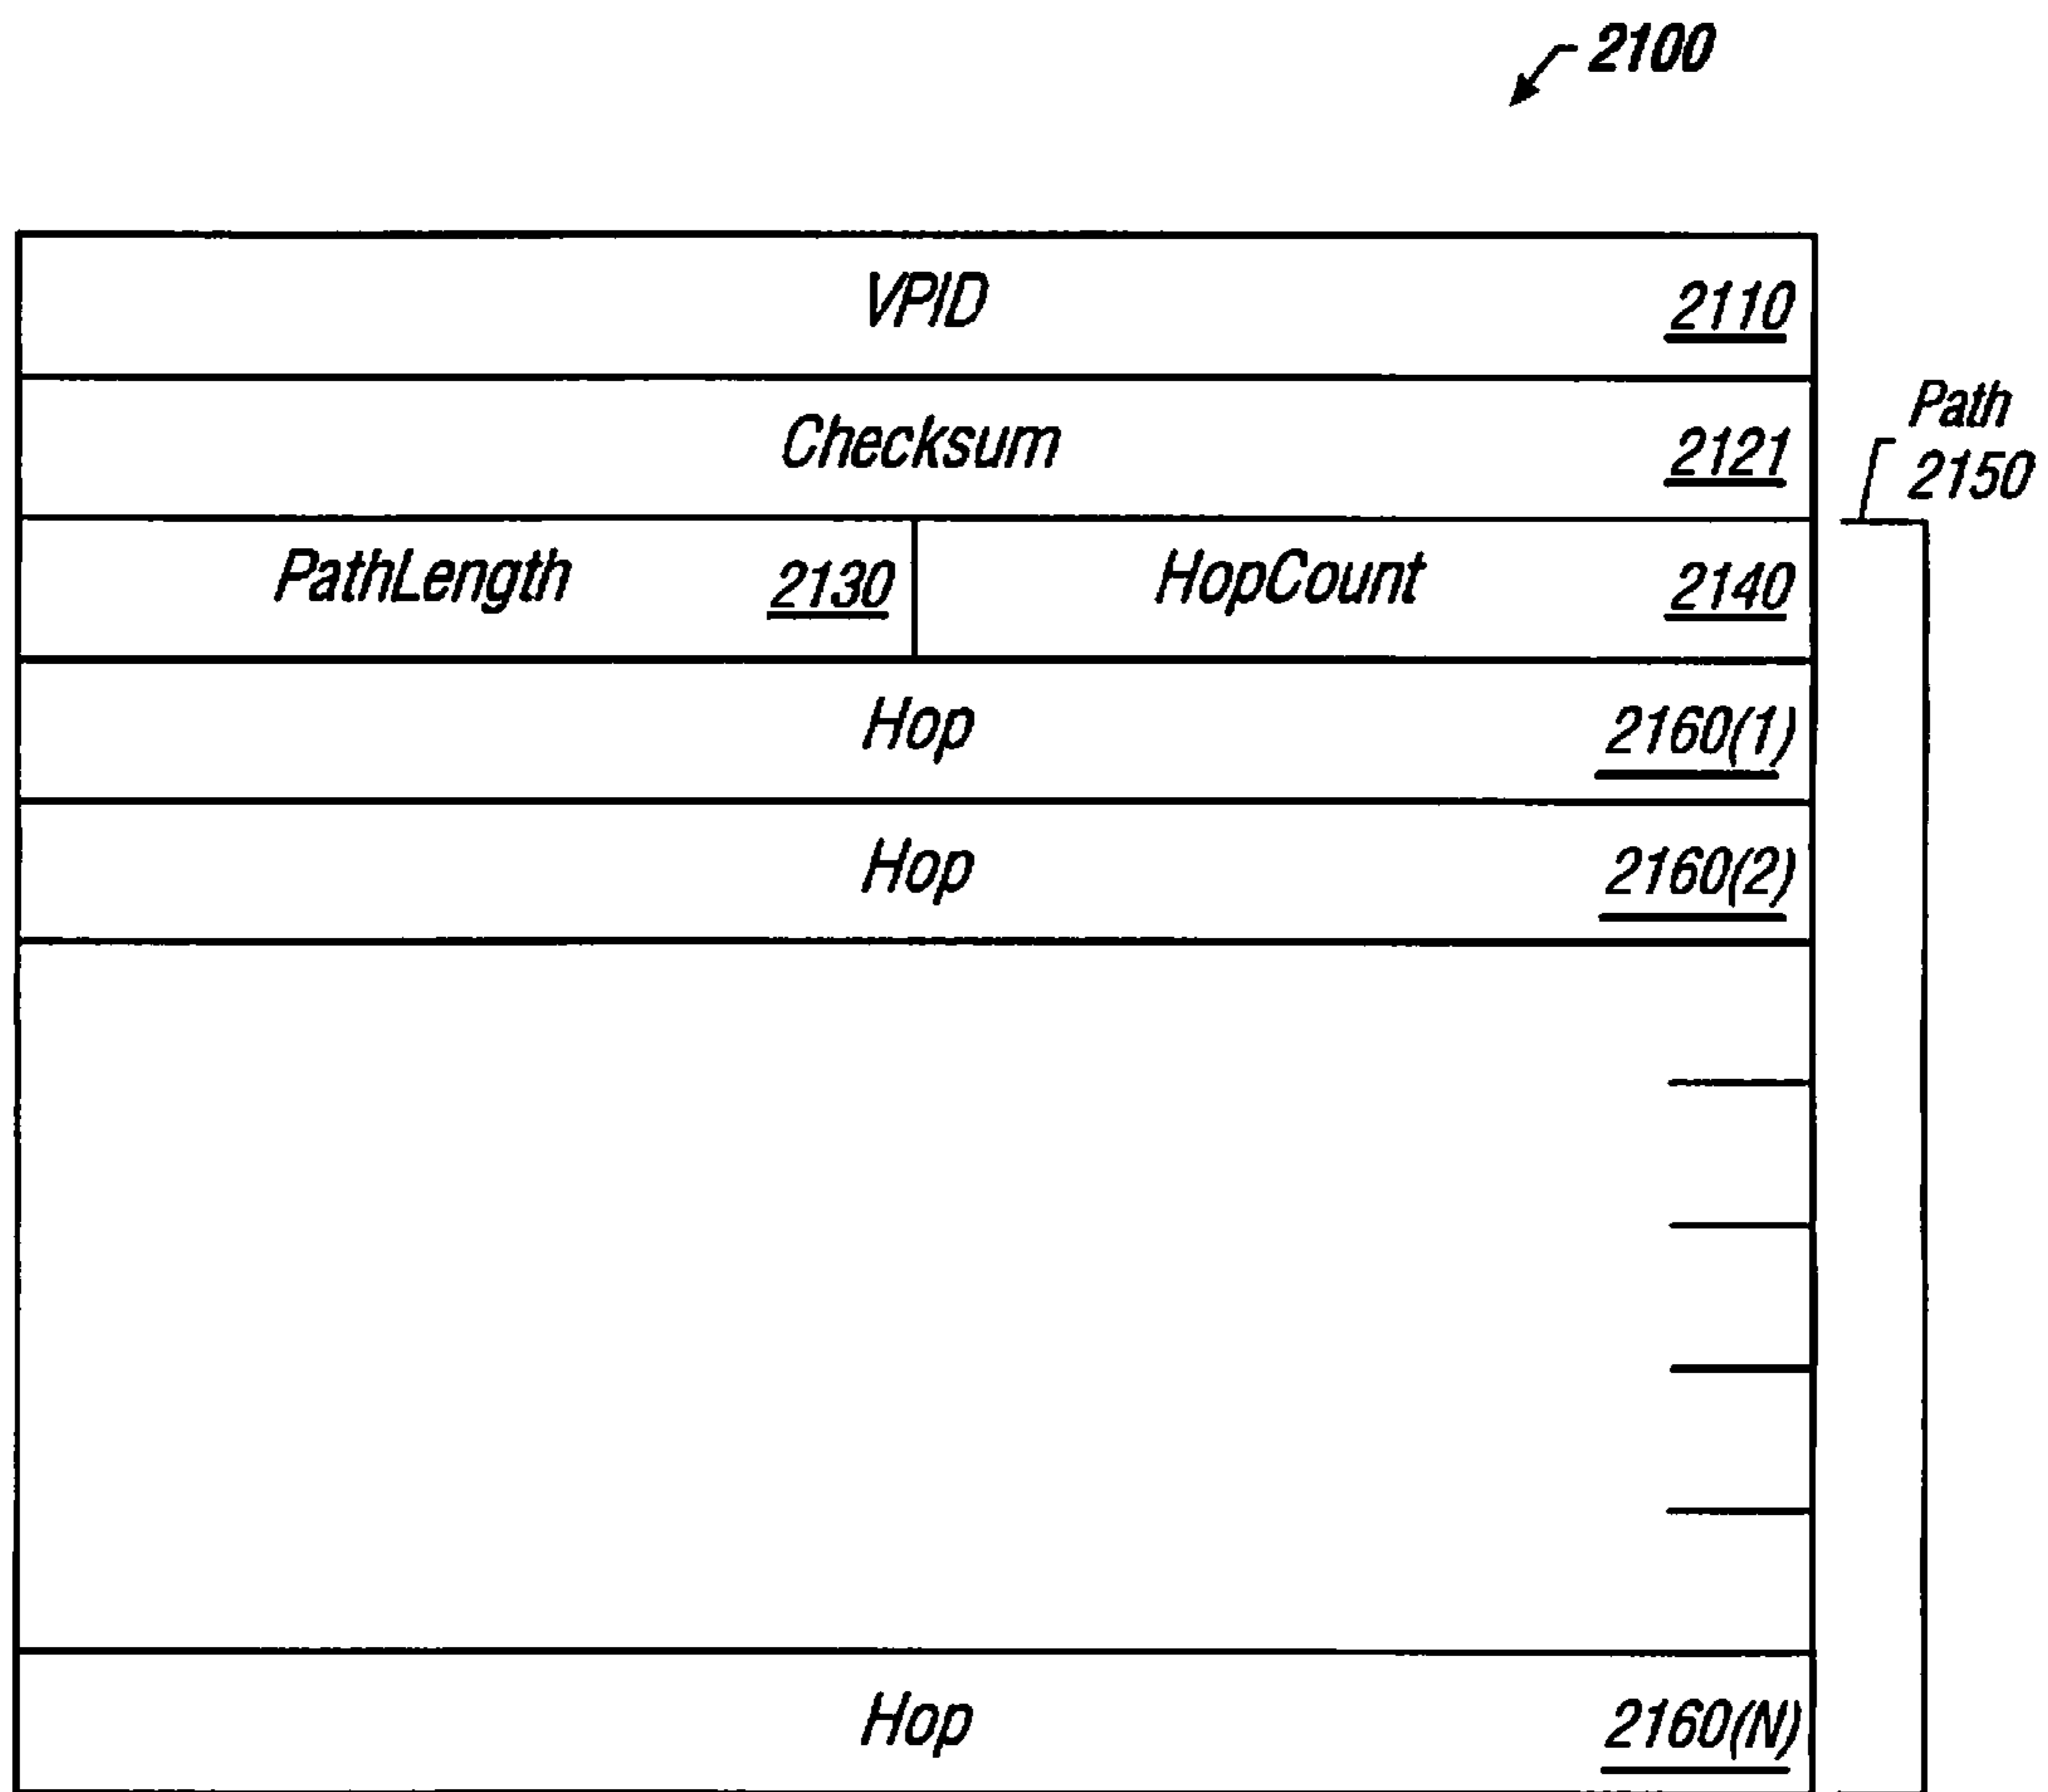 2100
VPID 2110
Checksum 2121
Path
2150
PathLength 2130 HopCount 2140
Hop 2160(1)
Hop 2160(2)
Hop 2160(N)